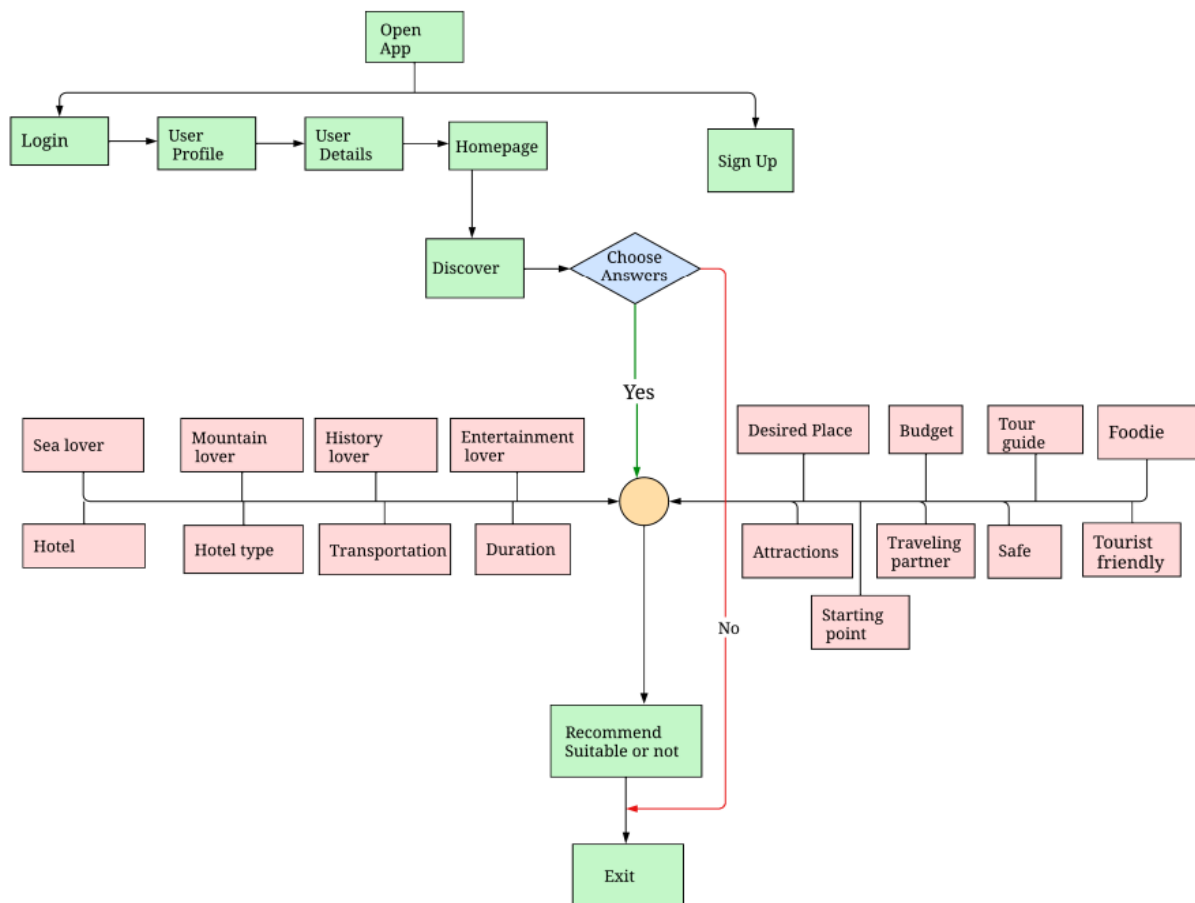 Open
App
Login
User
Profile
User
Details
Homepage
Sign Up
Discover
Choose
Answers
Yes
Sea lover
Mountain
lover
History
lover
Entertainment
lover
Desired Place
Budget
Tour
guide
Foodie
Hotel
Hotel type
Transportation
Duration
Attractions
Traveling
partner
Safe
Tourist
friendly
Starting
point
No
Recommend
Suitable or not
Exit